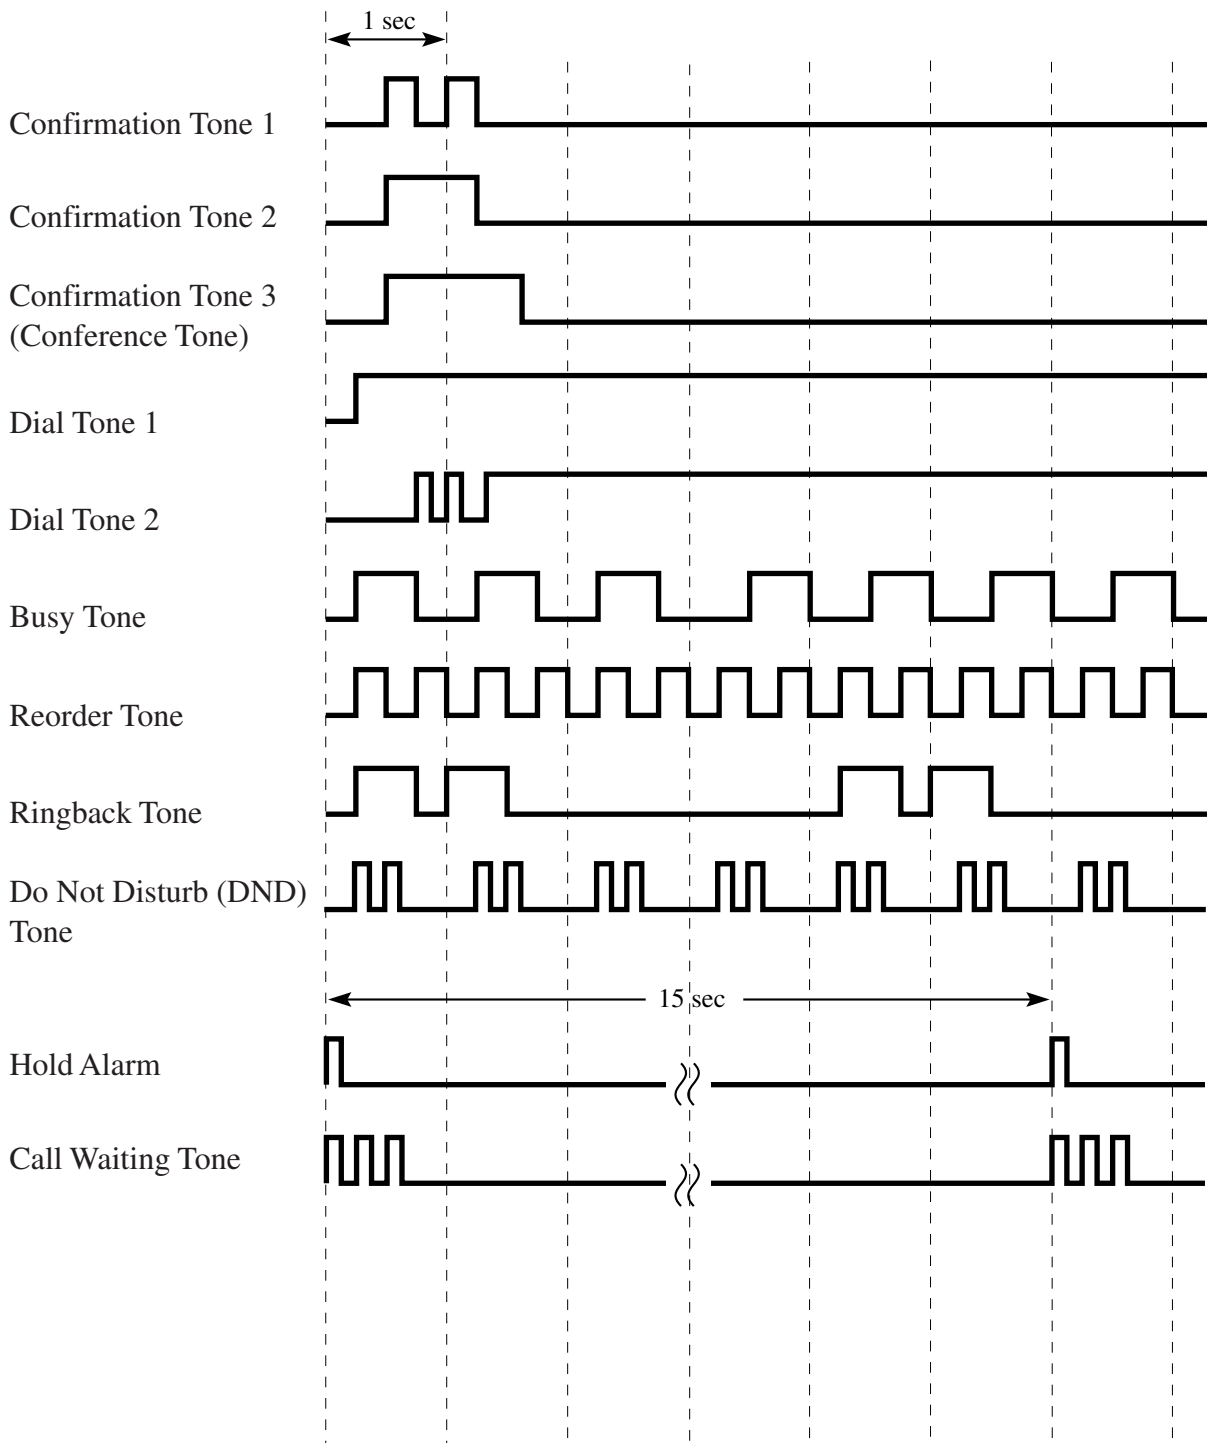 1 sec
Confirmation Tone 1
Confirmation Tone 2
Confirmation Tone 3
(Conference Tone)
Dial Tone 1
Dial Tone 2
Busy Tone
Reorder Tone
Ringback Tone
Do Not Disturb (DND)
Tone
15 sec
Hold Alarm
Call Waiting Tone